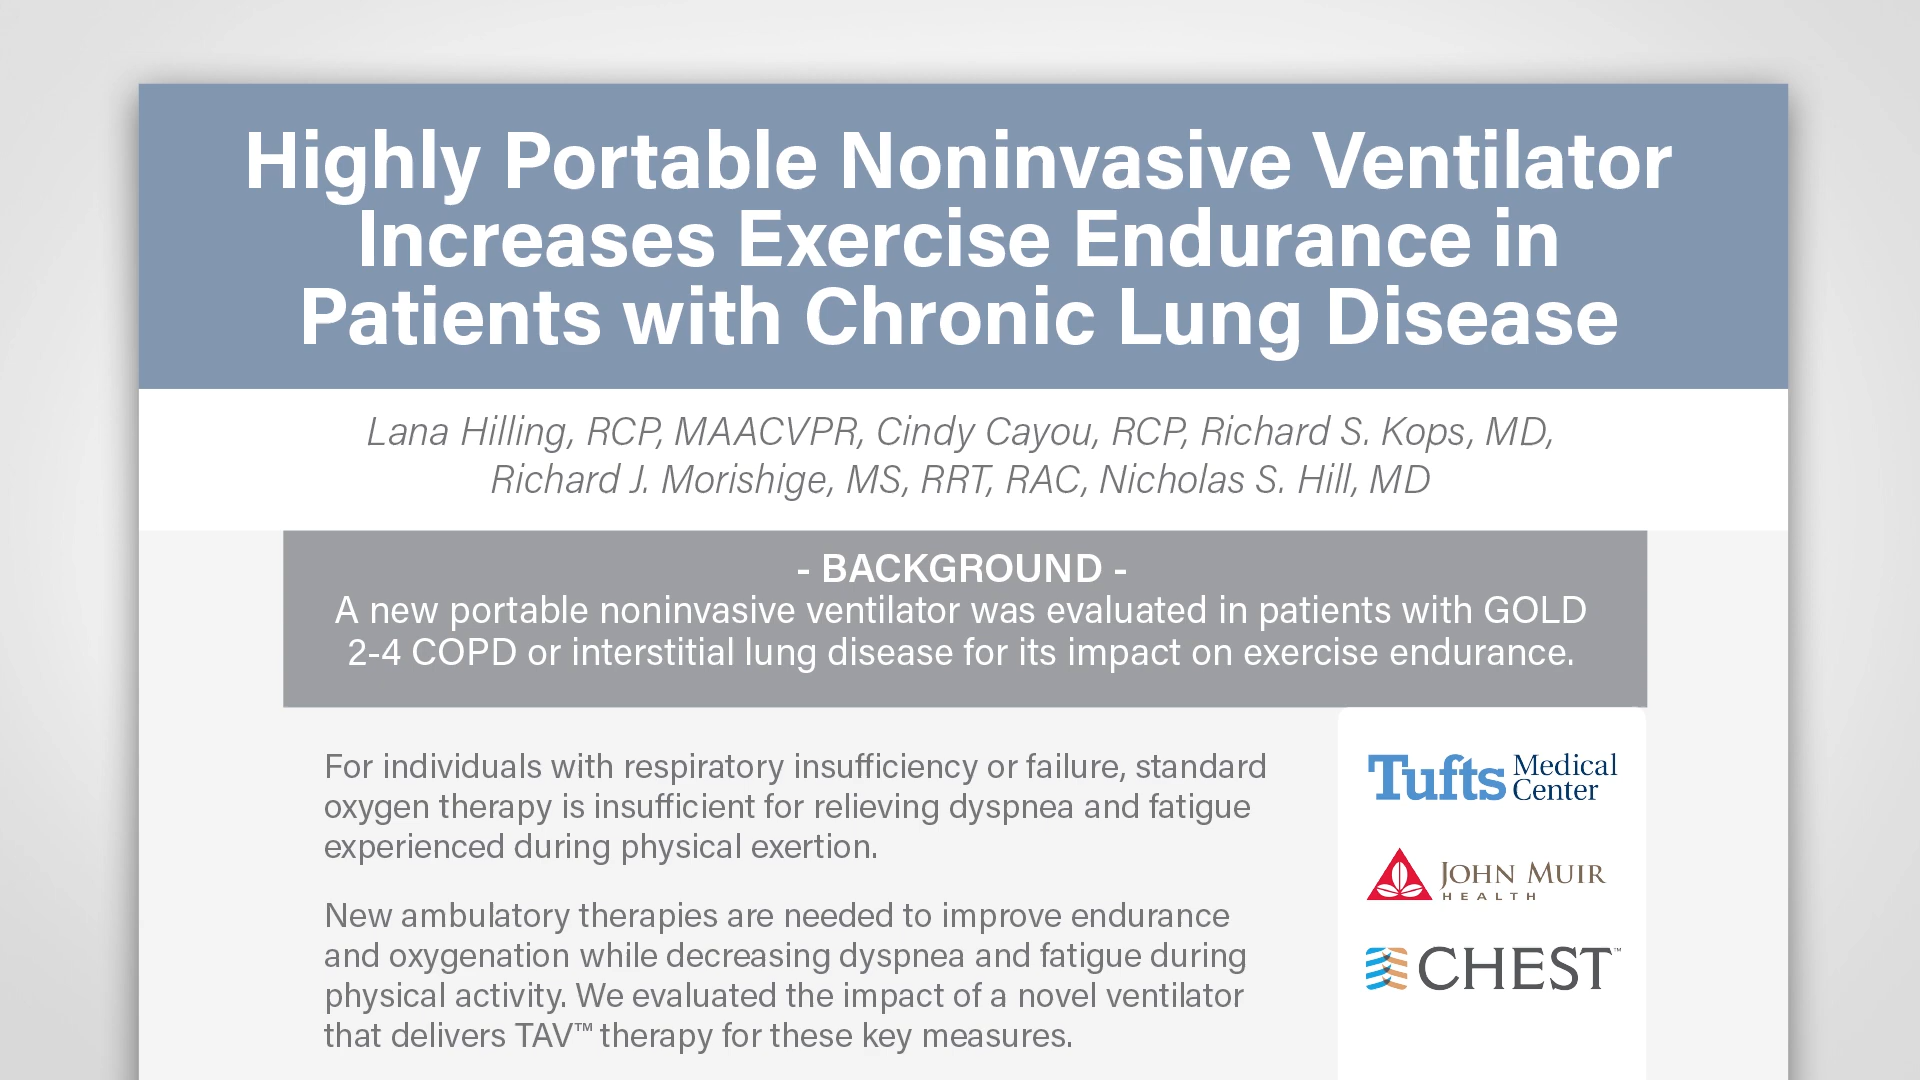 Highly Portable Noninvasive Ventilator
Increases Exercise Endurance in
Patients with Chronic Lung Disease
Lana Hilling, RCP, MAACVPR, Cindy Cayou, RCP, Richard S. Kops, MD,
Richard J. Morishige, MS, RRT, RAC, Nicholas S. Hill, MD
- BACKGROUND -
A new portable noninvasive ventilator was evaluated in patients with GOLD
2-4 COPD or interstitial lung disease for its impact on exercise endurance.
For individuals with respiratory insufficiency or failure, standard
oxygen therapy is insufficient for relieving dyspnea and fatigue
experienced during physical exertion.
New ambulatory therapies are needed to improve endurance
and oxygenation while decreasing dyspnea and fatigue during
physical activity. We evaluated the impact of a novel ventilator
that delivers TAV™ therapy for these key measures.
Tufts Medical
Center
JOHN MUIR
HEALTH
CHEST™